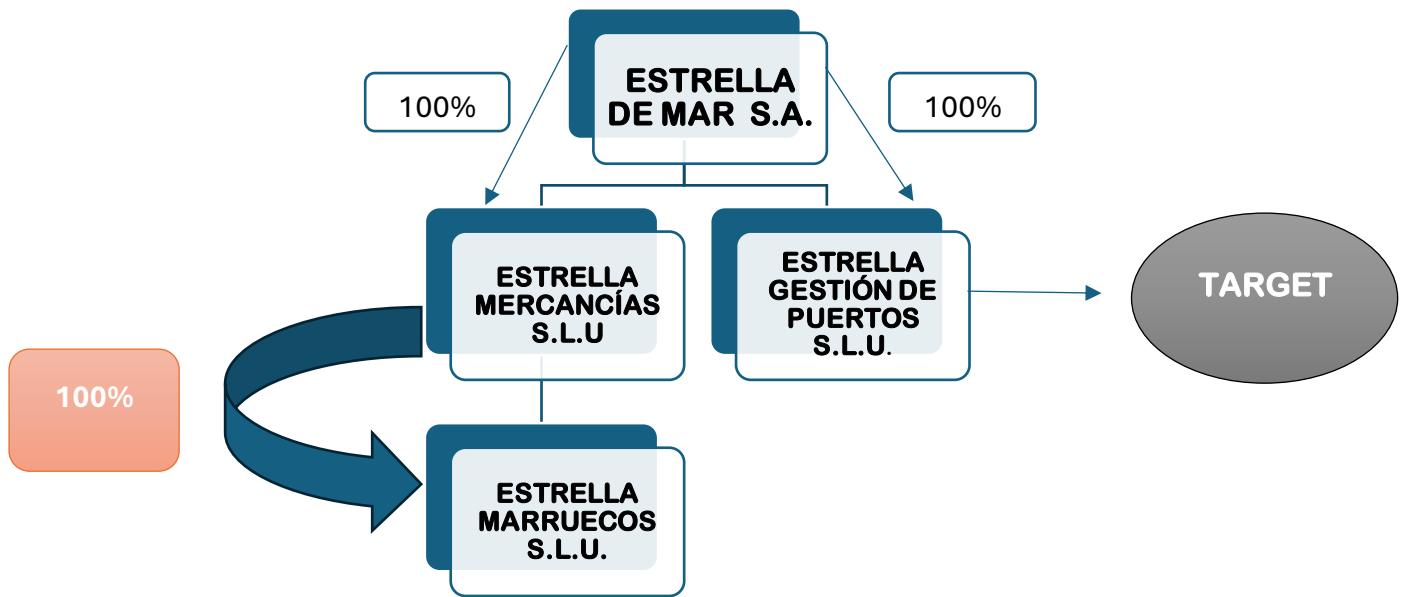 ESTRELLA
DE MAR S.A.
100%
100%
ESTRELLA
MERCANCÍAS
S.L.U
ESTRELLA
GESTIÓN DE
PUERTOS
S.L.U.
TARGET
100%
ESTRELLA
MARRUECOS
S.L.U.